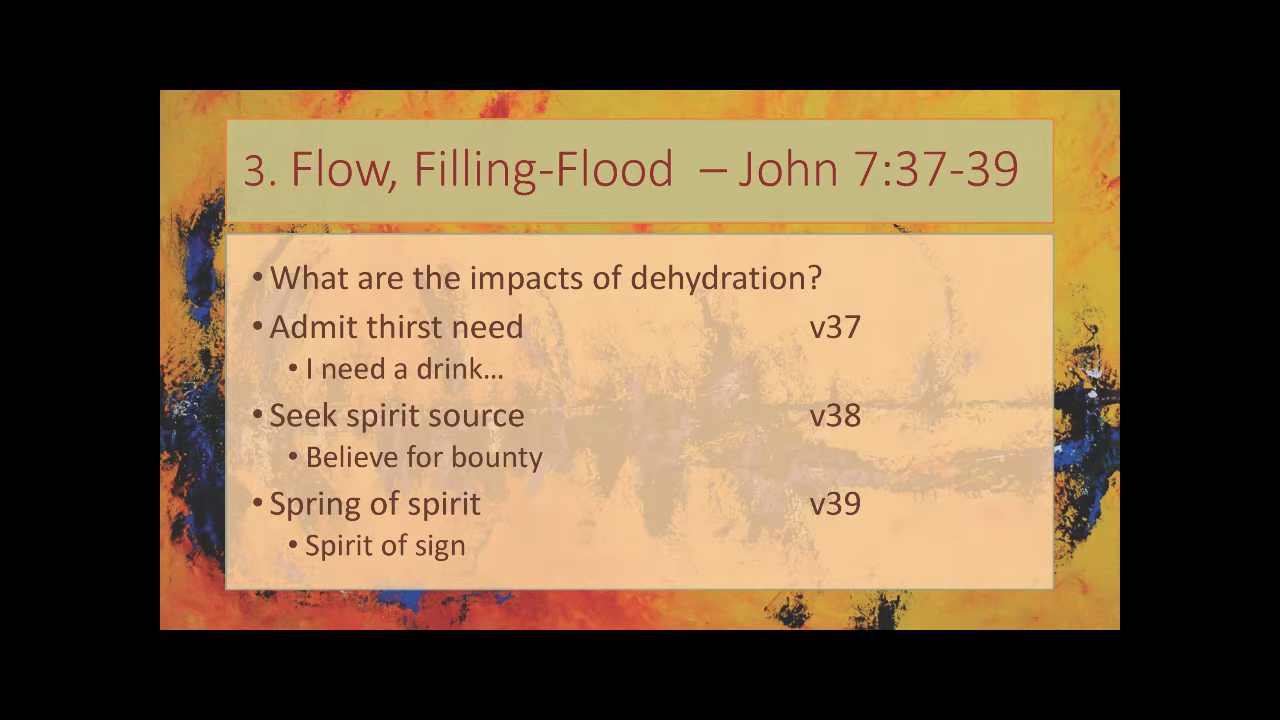 3. Flow, Filling-Flood – John 7:37-39
• What are the impacts of dehydration?
• Admit thirst need v37
• I need a drink…
• Seek spirit source v38
• Believe for bounty
• Spring of spirit v39
• Spirit of sign